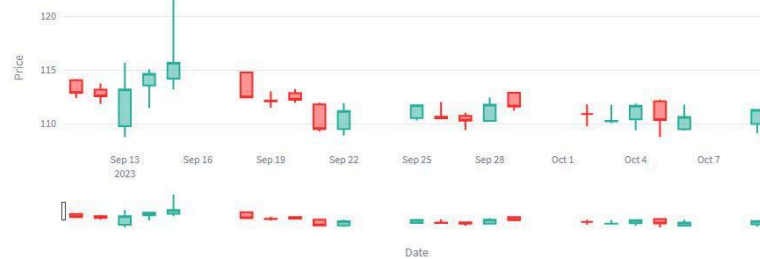 120
115
110
Price
Sep 13
2023
Sep 16
Sep 19
Sep 22
Sep 25
Sep 28
Oct 1
Oct 4
Oct 7
Date